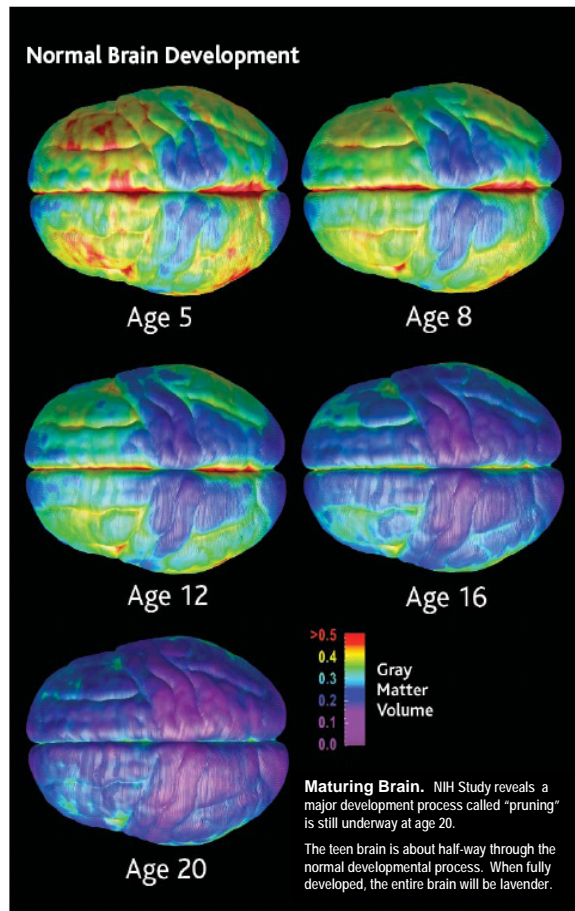 Normal Brain Development
Age 5
Age 8
Age 12
Age 16
>0.5
0.4
0.3
0.2
0.1
0.0
Gray
Matter
Volume
Age 20
Maturing Brain. NIH Study reveals a
major development process called “pruning”
is still underway at age 20.
The teen brain is about half-way through the
normal developmental process. When fully
developed, the entire brain will be lavender.